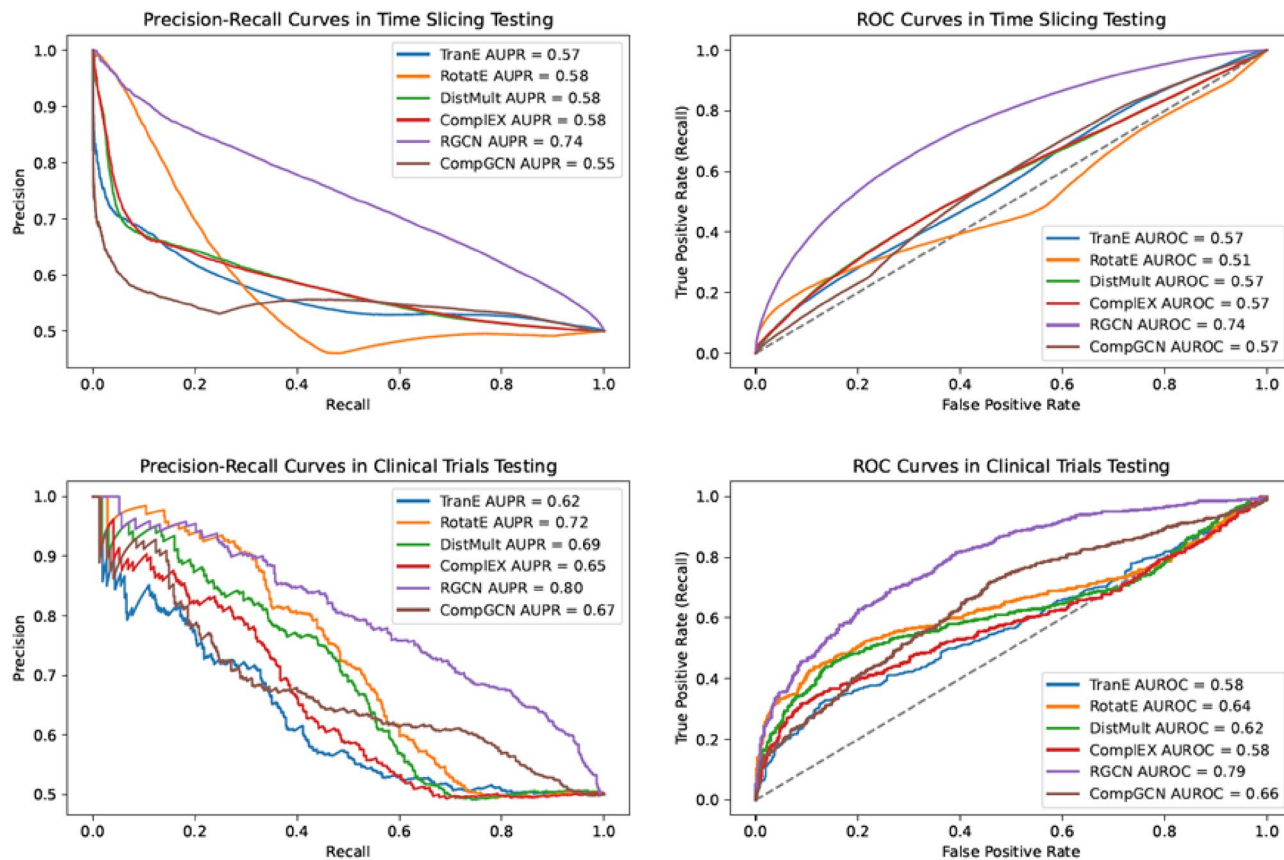 Precision-Recall Curves in Time Slicing Testing
1.0
0.9
0.8
0.7
0.6
0.5
Precision
TranE AUPR = 0.57
RotatE AUPR = 0.58
DistMult AUPR = 0.58
ComplEX AUPR = 0.58
RGCN AUPR = 0.74
CompGCN AUPR = 0.55
0.0 0.2 0.4 0.6 0.8 1.0
Recall
ROC Curves in Time Slicing Testing
1.0
0.8
0.6
0.4
0.2
0.0
True Positive Rate (Recall)
TranE AUROC = 0.57
RotatE AUROC = 0.51
DistMult AUROC = 0.57
ComplEX AUROC = 0.57
RGCN AUROC = 0.74
CompGCN AUROC = 0.57
0.0 0.2 0.4 0.6 0.8 1.0
False Positive Rate
Precision-Recall Curves in Clinical Trials Testing
1.0
0.9
0.8
0.7
0.6
0.5
Precision
TranE AUPR = 0.62
RotatE AUPR = 0.72
DistMult AUPR = 0.69
ComplEX AUPR = 0.65
RGCN AUPR = 0.80
CompGCN AUPR = 0.67
0.0 0.2 0.4 0.6 0.8 1.0
Recall
ROC Curves in Clinical Trials Testing
1.0
0.8
0.6
0.4
0.2
0.0
True Positive Rate (Recall)
TranE AUROC = 0.58
RotatE AUROC = 0.64
DistMult AUROC = 0.62
ComplEX AUROC = 0.58
RGCN AUROC = 0.79
CompGCN AUROC = 0.66
0.0 0.2 0.4 0.6 0.8 1.0
False Positive Rate